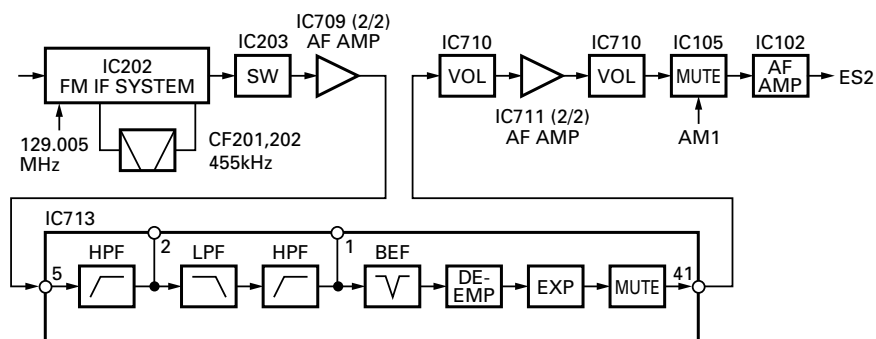 IC709 (2/2)
AF AMP
IC203
IC202
FM IF SYSTEM
SW
129.005
MHz
CF201,202
455kHz
IC710
VOL
IC711 (2/2)
AF AMP
IC710
VOL
IC105
MUTE
AM1
IC102
AF
AMP
ES2
IC713
5
HPF
2
LPF
HPF
1
BEF
DE-
EMP
EXP
MUTE
41